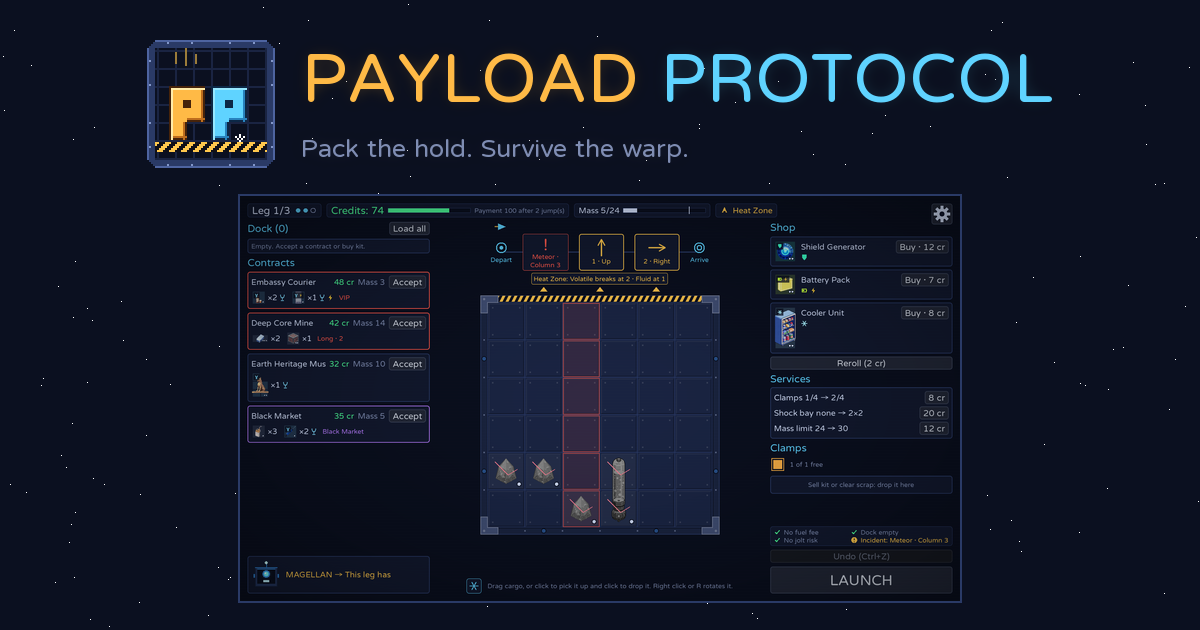 PAYLOAD PROTOCOL
Pack the hold. Survive the warp.
Leg 1/3
Credits: 74
Payment 100 after 2 jump(s)
Mass 5/24
Heat Zone
Dock (0)
Load all
Empty. Accept a contract or buy kit.
Contracts
Embassy Courier 48 cr Mass 3 Accept
×2 ×1 VIP
Deep Core Mine 42 cr Mass 14 Accept
×2 ×1 Long · 2
Earth Heritage Mus 32 cr Mass 10 Accept
×1
Black Market 35 cr Mass 5 Accept
×3 ×2 Black Market
MAGELLAN → This leg has
Depart
! Meteor · Column 3
1 · Up
2 · Right
Arrive
Heat Zone: Volatile breaks at 2 · Fluid at 1
Drag cargo, or click to pick it up and click to drop it. Right click or R rotates it.
Shop
Shield Generator Buy · 12 cr
Battery Pack Buy · 7 cr
Cooler Unit Buy · 8 cr
Reroll (2 cr)
Services
Clamps 1/4 → 2/4 8 cr
Shock bay none → 2×2 20 cr
Mass limit 24 → 30 12 cr
Clamps
1 of 1 free
Sell kit or clear scrap: drop it here
No fuel fee Dock empty
No jolt risk Incident: Meteor · Column 3
Undo (Ctrl+Z)
LAUNCH